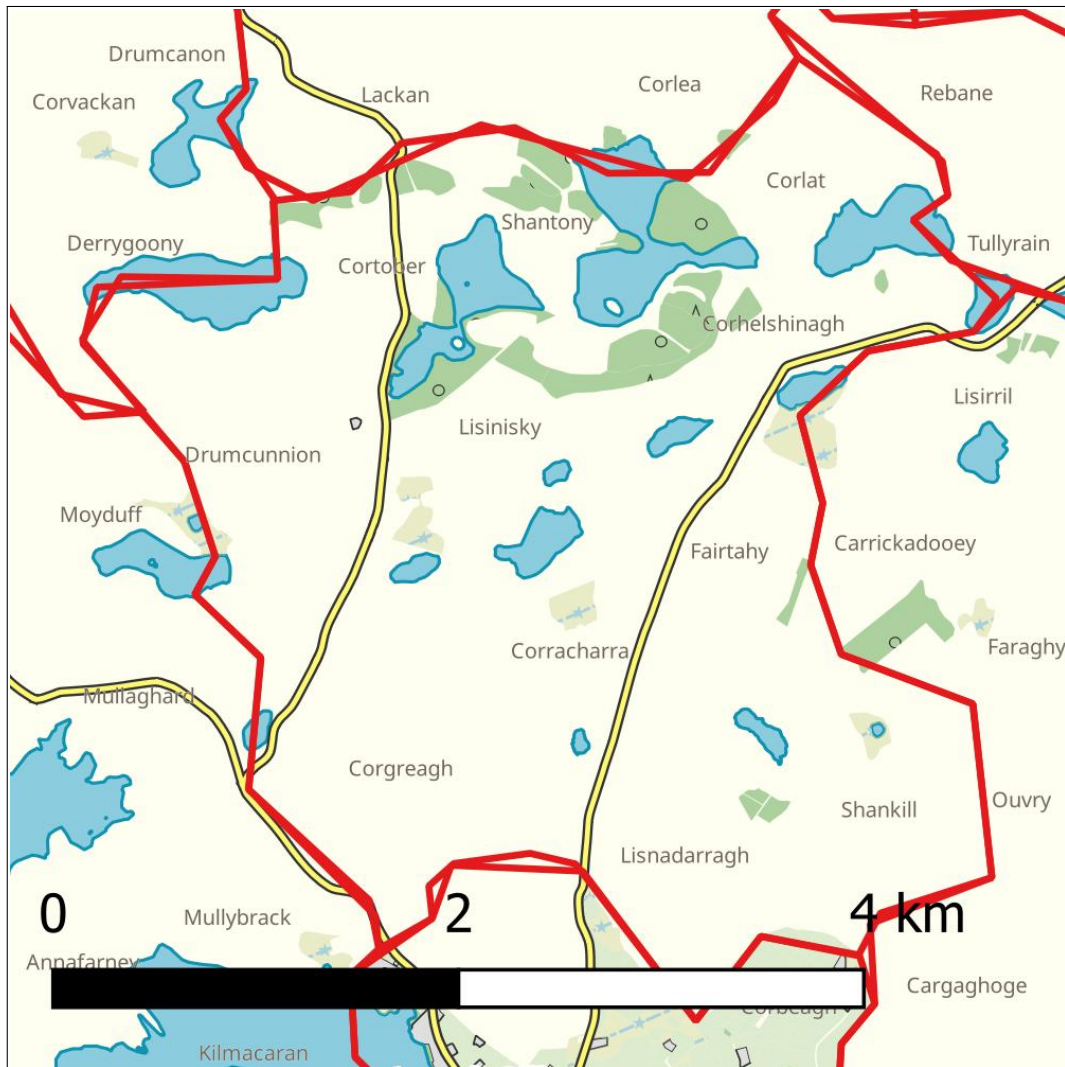 Drumcanon
Corlea
Corvackan
Lackan
Rebane
Corlat
Shantony
Derrygoony
Tullyrain
Cortober
Corhelshinagh
Lisirril
Lisinisky
Drumcunnion
Moyduff
Fairtahy
Carrickadooey
Corracharra
Faraghy
Mullaghard
Corgreagh
Ouvry
Shankill
Lisnadarragh
0 2 4 km
Mullybrack
Annafarney
Cargaghoge
Corbeagh
Kilmacaran